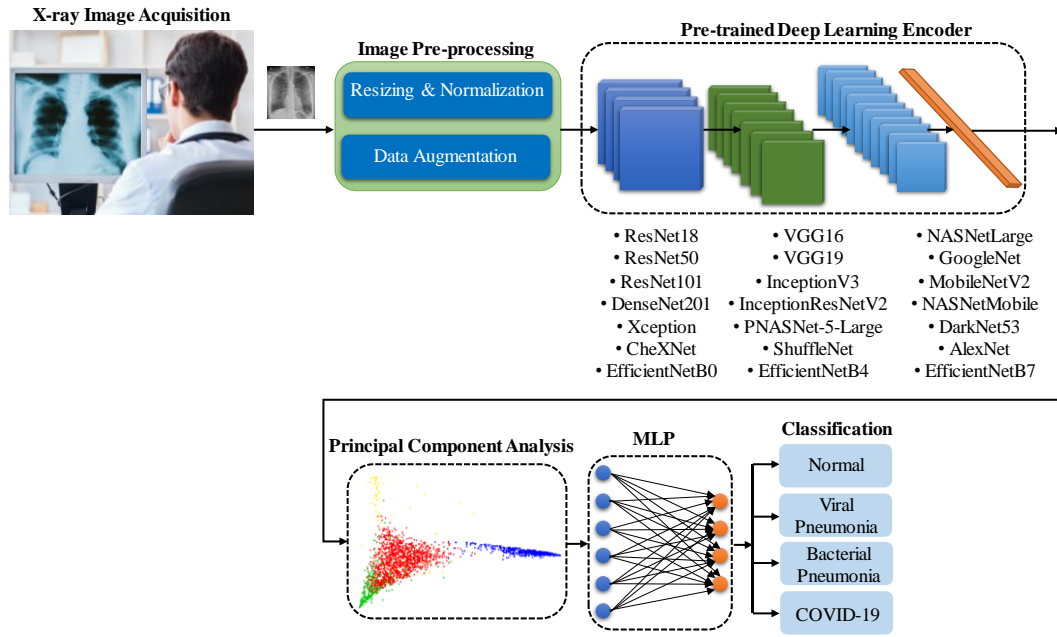 X-ray Image Acquisition
Image Pre-processing
Resizing & Normalization
Data Augmentation
Pre-trained Deep Learning Encoder
• ResNet18
• ResNet50
• ResNet101
• DenseNet201
• Xception
• CheXNet
• EfficientNetB0
• VGG16
• VGG19
• InceptionV3
• InceptionResNetV2
• PNASNet-5-Large
• ShuffleNet
• EfficientNetB4
• NASNetLarge
• GoogleNet
• MobileNetV2
• NASNetMobile
• DarkNet53
• AlexNet
• EfficientNetB7
Principal Component Analysis
MLP
Classification
Normal
Viral
Pneumonia
Bacterial
Pneumonia
COVID-19